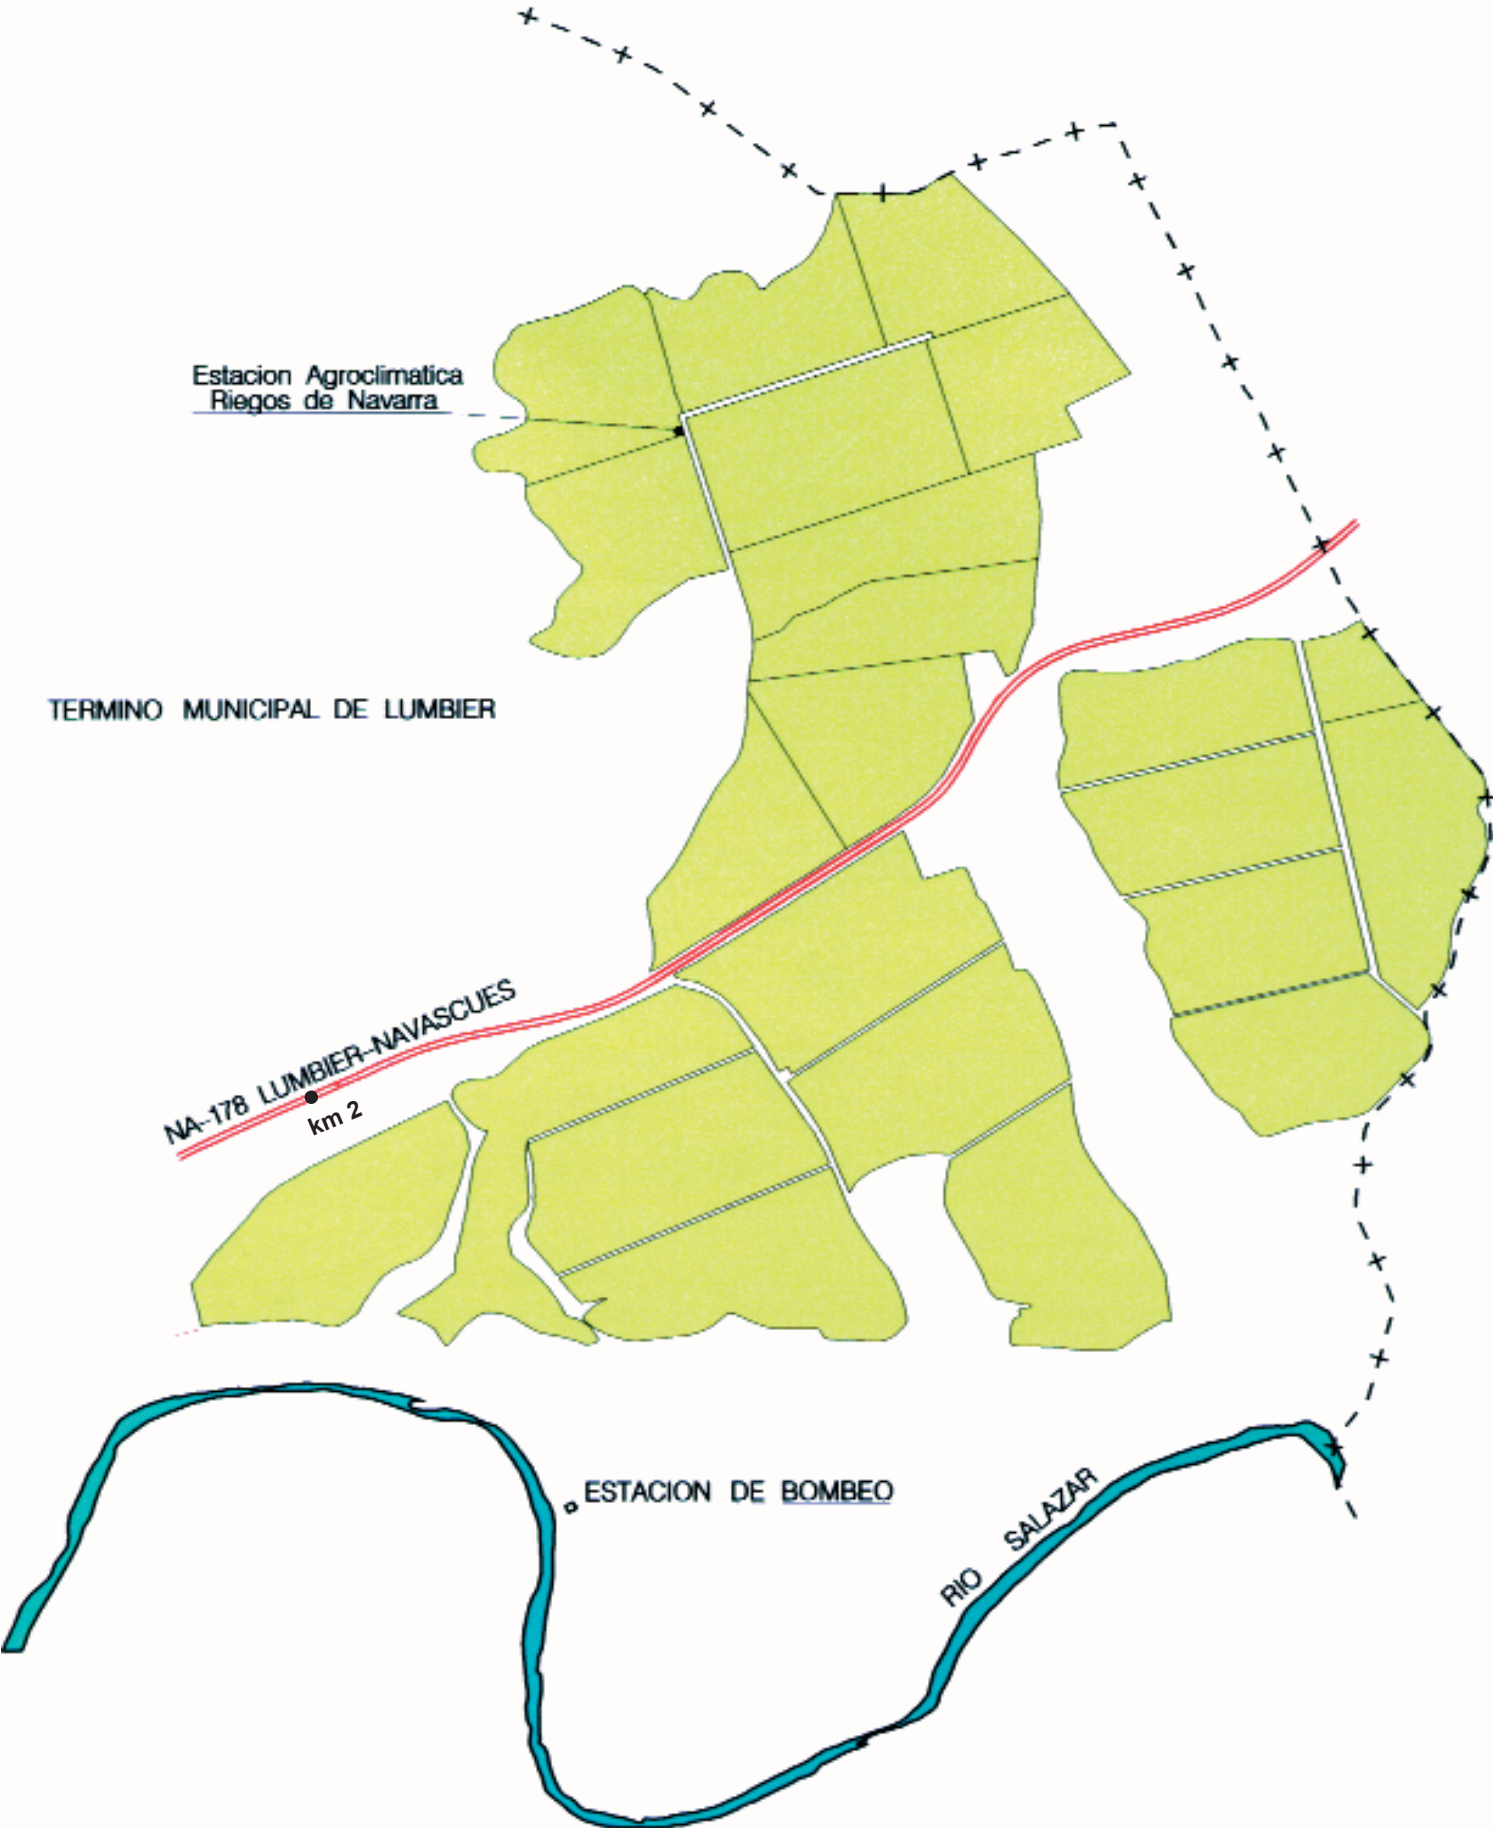 Estacion Agroclimatica
Riegos de Navarra
TERMINO MUNICIPAL DE LUMBIER
NA-178 LUMBIER-NAVASCUES
km 2
ESTACION DE BOMBEO
RIO SALAZAR